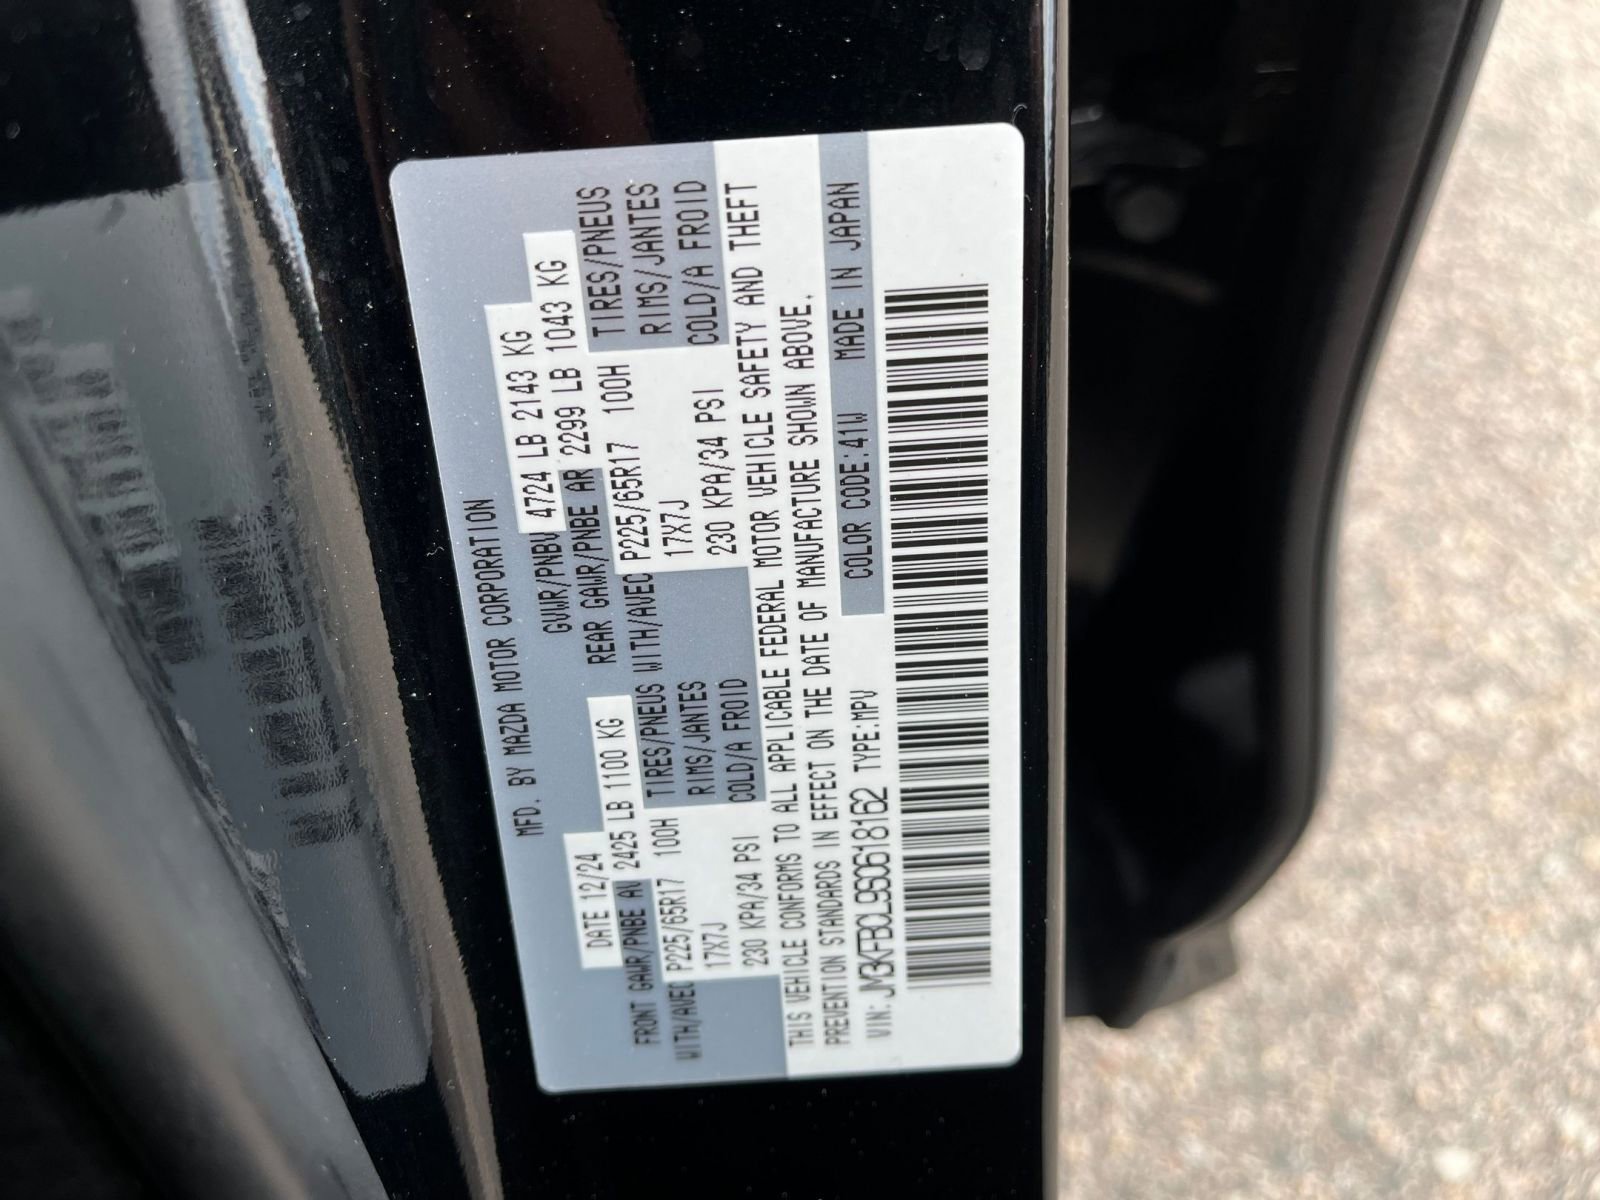 MFD. BY MAZDA MOTOR CORPORATION
DATE 12/24 GVWR/PNBV 4724 LB 2143 KG
FRONT GAWR/PNBE AV 2425 LB 1100 KG REAR GAWR/PNBE AR 2299 LB 1043 KG
WITH/AVEC P225/65R17 100H TIRES/PNEUS WITH/AVEC P225/65R17 100H TIRES/PNEUS
17X7J RIMS/JANTES 17X7J RIMS/JANTES
230 KPA/34 PSI COLD/A FROID 230 KPA/34 PSI COLD/A FROID
THIS VEHICLE CONFORMS TO ALL APPLICABLE FEDERAL MOTOR VEHICLE SAFETY AND THEFT
PREVENTION STANDARDS IN EFFECT ON THE DATE OF MANUFACTURE SHOWN ABOVE.
VIN: JM3KFBCL9S0618162 TYPE:MPV COLOR CODE:41W MADE IN JAPAN